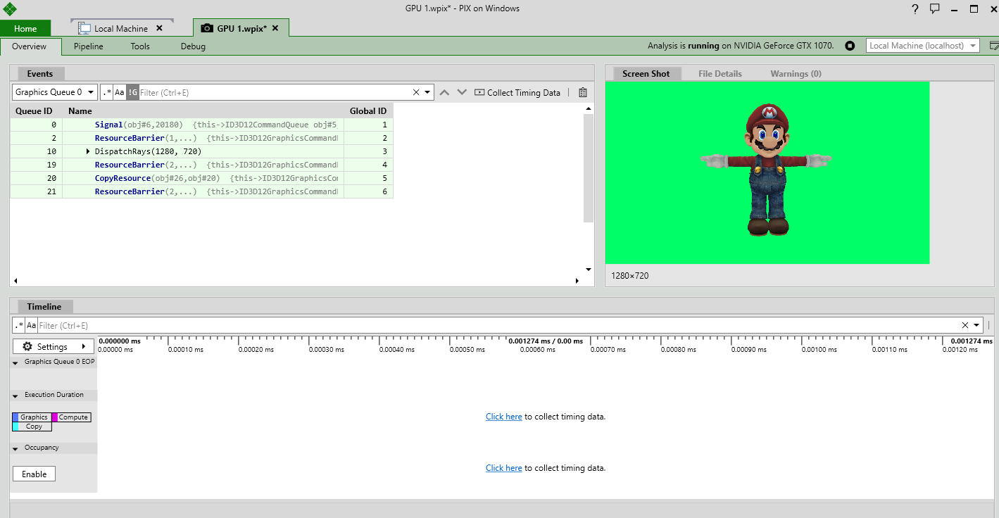 GPU 1.wpix* - PIX on Windows
?
Home
Local Machine ×
GPU 1.wpix* ×
Overview Pipeline Tools Debug
Analysis is running on NVIDIA GeForce GTX 1070.
Local Machine (localhost)
Events
Graphics Queue 0 .* Aa !G Filter (Ctrl+E) Collect Timing Data
Queue ID Name Global ID
0 Signal(obj#6,20180) {this->ID3D12CommandQueue obj#5 1
2 ResourceBarrier(1,...) {this->ID3D12GraphicsCommandL 2
10 DispatchRays(1280, 720) 3
19 ResourceBarrier(2,...) {this->ID3D12GraphicsCommandL 4
20 CopyResource(obj#26,obj#20) {this->ID3D12GraphicsCom 5
21 ResourceBarrier(2,...) {this->ID3D12GraphicsCommandL 6
Screen Shot File Details Warnings (0)
M
1280×720
Timeline
.* Aa Filter (Ctrl+E)
Settings
0.000000 ms 0.001274 ms / 0.00 ms 0.001274 ms
0.00000 ms 0.00010 ms 0.00020 ms 0.00030 ms 0.00040 ms 0.00050 ms 0.00060 ms 0.00070 ms 0.00080 ms 0.00090 ms 0.00100 ms 0.00110 ms 0.00120 ms
Graphics Queue 0 EOP
Execution Duration
Graphics Compute
Copy
Click here to collect timing data.
Occupancy
Enable
Click here to collect timing data.